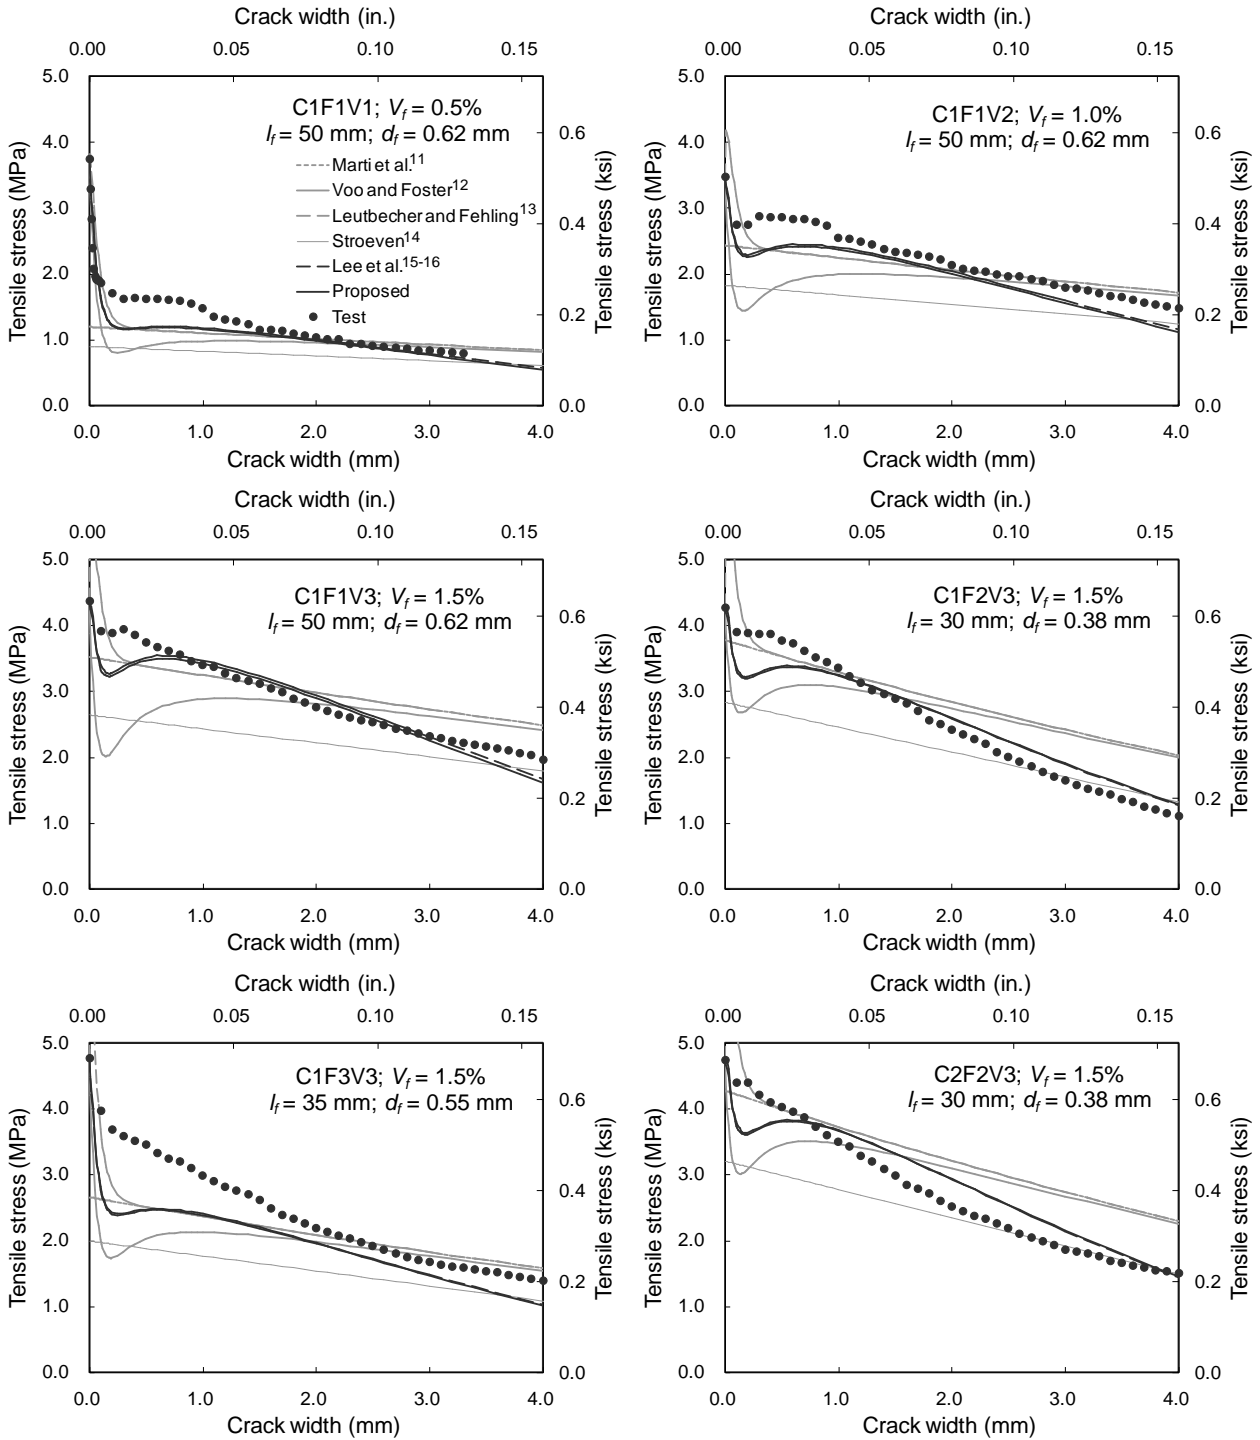 Crack width (in.)
0.00 0.05 0.10 0.15
5.0
4.0
3.0
2.0
1.0
0.0
Tensile stress (MPa)
C1F1V1; Vf = 0.5%
lf = 50 mm; df = 0.62 mm
Marti et al.11
Voo and Foster12
Leutbecher and Fehling13
Stroeven14
Lee et al.15-16
Proposed
Test
0.6
0.4
0.2
0.0
Tensile stress (ksi)
0.0 1.0 2.0 3.0 4.0
Crack width (mm)
Crack width (in.)
0.00 0.05 0.10 0.15
5.0
4.0
3.0
2.0
1.0
0.0
Tensile stress (MPa)
C1F1V2; Vf = 1.0%
lf = 50 mm; df = 0.62 mm
0.6
0.4
0.2
0.0
Tensile stress (ksi)
0.0 1.0 2.0 3.0 4.0
Crack width (mm)
Crack width (in.)
0.00 0.05 0.10 0.15
5.0
4.0
3.0
2.0
1.0
0.0
Tensile stress (MPa)
C1F1V3; Vf = 1.5%
lf = 50 mm; df = 0.62 mm
0.6
0.4
0.2
0.0
Tensile stress (ksi)
0.0 1.0 2.0 3.0 4.0
Crack width (mm)
Crack width (in.)
0.00 0.05 0.10 0.15
5.0
4.0
3.0
2.0
1.0
0.0
Tensile stress (MPa)
C1F2V3; Vf = 1.5%
lf = 30 mm; df = 0.38 mm
0.6
0.4
0.2
0.0
Tensile stress (ksi)
0.0 1.0 2.0 3.0 4.0
Crack width (mm)
Crack width (in.)
0.00 0.05 0.10 0.15
5.0
4.0
3.0
2.0
1.0
0.0
Tensile stress (MPa)
C1F3V3; Vf = 1.5%
lf = 35 mm; df = 0.55 mm
0.6
0.4
0.2
0.0
Tensile stress (ksi)
0.0 1.0 2.0 3.0 4.0
Crack width (mm)
Crack width (in.)
0.00 0.05 0.10 0.15
5.0
4.0
3.0
2.0
1.0
0.0
Tensile stress (MPa)
C2F2V3; Vf = 1.5%
lf = 30 mm; df = 0.38 mm
0.6
0.4
0.2
0.0
Tensile stress (ksi)
0.0 1.0 2.0 3.0 4.0
Crack width (mm)